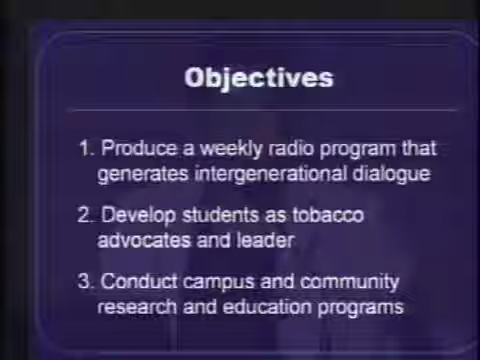 Objectives
1. Produce a weekly radio program that
generates intergenerational dialogue
2. Develop students as tobacco
advocates and leader
3. Conduct campus and community
research and education programs